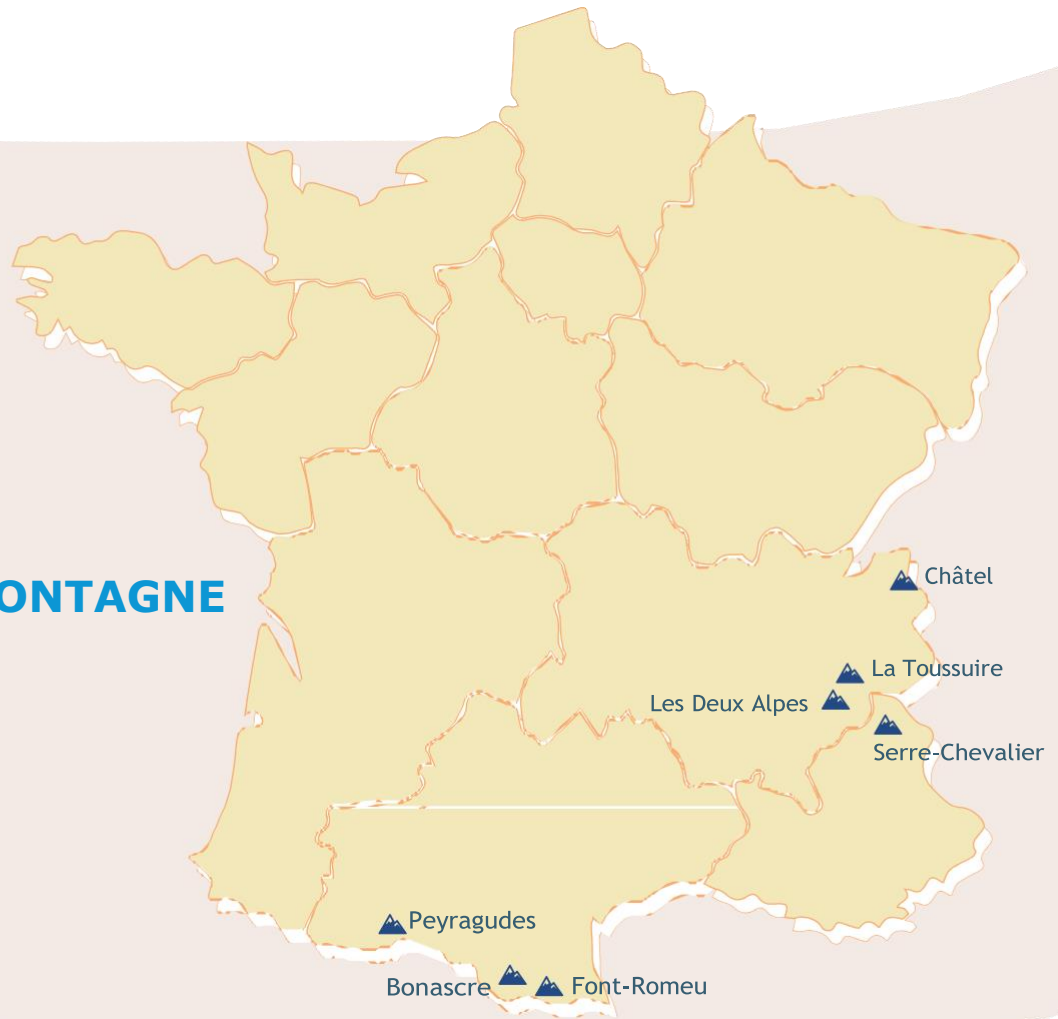 ONTAGNE
Châtel
La Toussuire
Les Deux Alpes
Serre-Chevalier
Peyragudes
Bonascre
Font-Romeu